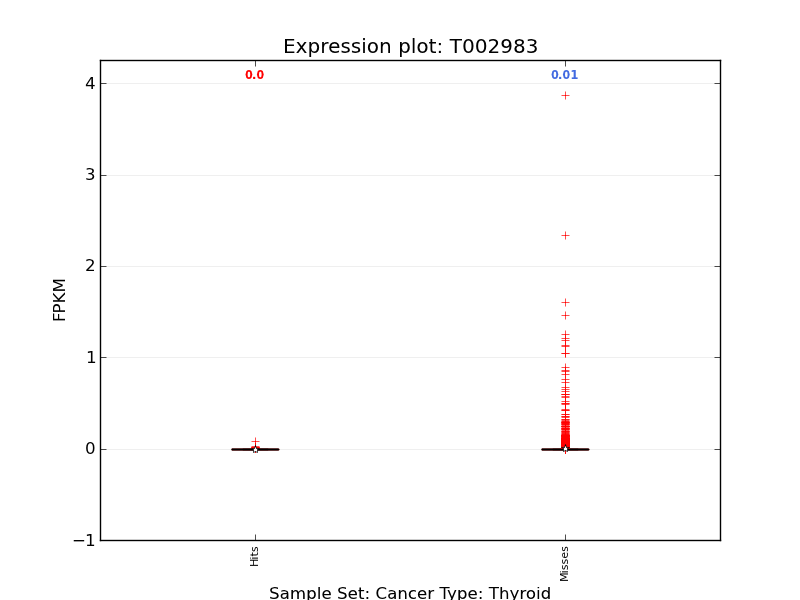 Expression plot: T002983
0.0
0.01
4
3
2
1
0
−1
FPKM
Hits
Misses
Sample Set: Cancer Type: Thyroid